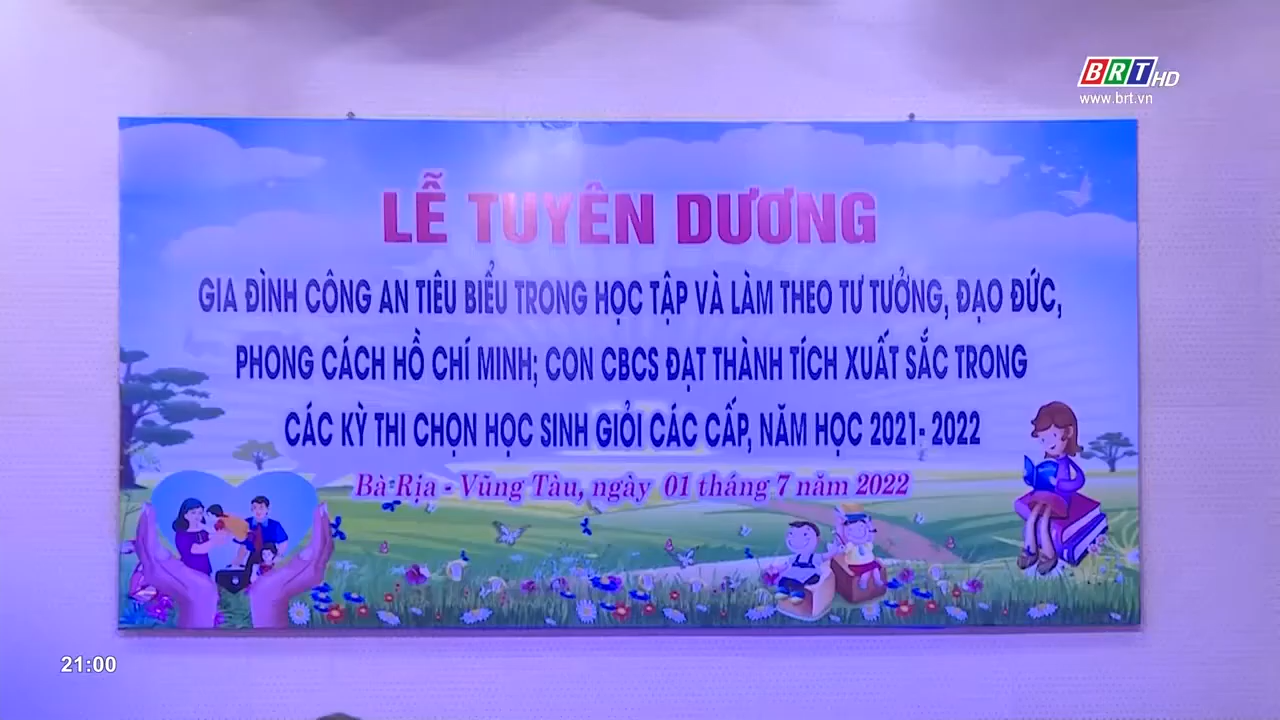 BRT HD
www.brt.vn
LỄ TUYÊN DƯƠNG
GIA ĐÌNH CÔNG AN TIÊU BIỂU TRONG HỌC TẬP VÀ LÀM THEO TƯ TƯỞNG, ĐẠO ĐỨC,
PHONG CÁCH HỒ CHÍ MINH; CON CBCS ĐẠT THÀNH TÍCH XUẤT SẮC TRONG
CÁC KỲ THI CHỌN HỌC SINH GIỎI CÁC CẤP, NĂM HỌC 2021- 2022
Bà Rịa - Vũng Tàu, ngày 01 tháng 7 năm 2022
21:00